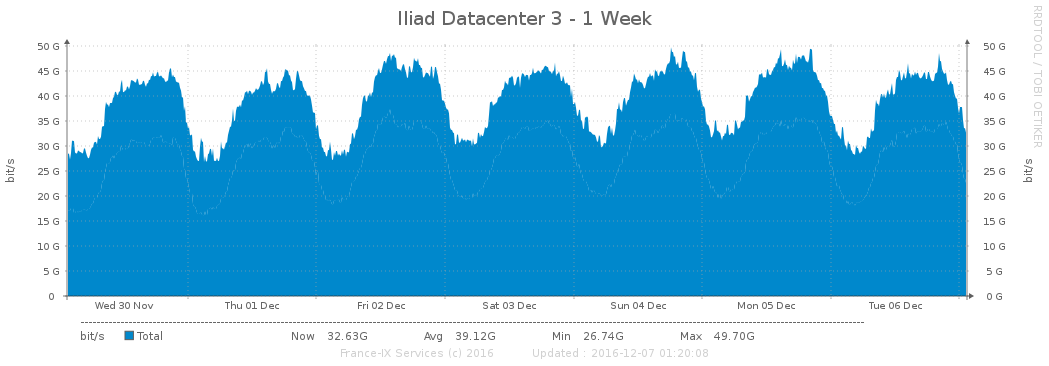 Iliad Datacenter 3 - 1 Week
RRDTOOL / TOBI OETIKER
50 G 50 G
45 G 45 G
40 G 40 G
35 G 35 G
30 G 30 G
25 G 25 G
20 G 20 G
15 G 15 G
10 G 10 G
5 G 5 G
0 0 G
bit/s bit/s
Wed 30 Nov Thu 01 Dec Fri 02 Dec Sat 03 Dec Sun 04 Dec Mon 05 Dec Tue 06 Dec
bit/s Total Now 32.63G Avg 39.12G Min 26.74G Max 49.70G
France-IX Services (c) 2016 Updated : 2016-12-07 01:20:08